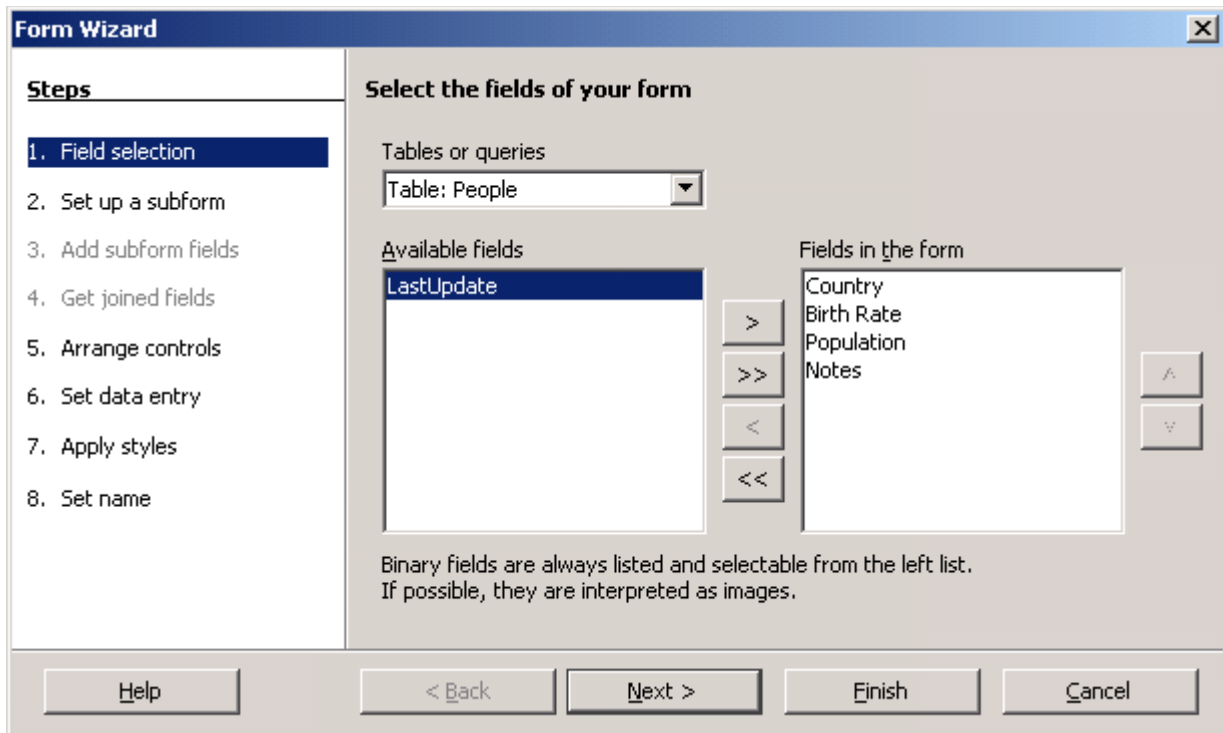 Form Wizard
Steps
1. Field selection
2. Set up a subform
3. Add subform fields
4. Get joined fields
5. Arrange controls
6. Set data entry
7. Apply styles
8. Set name
Select the fields of your form
Tables or queries
Table: People
Available fields
LastUpdate
>
>>
<
<<
Fields in the form
Country
Birth Rate
Population
Notes
Binary fields are always listed and selectable from the left list.
If possible, they are interpreted as images.
Help
< Back
Next >
Finish
Cancel